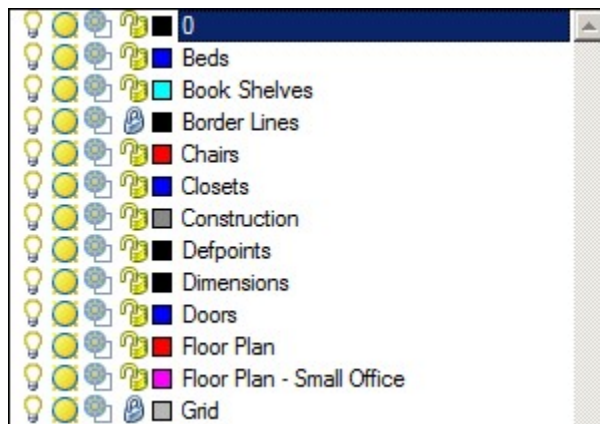 0
Beds
Book Shelves
Border Lines
Chairs
Closets
Construction
Defpoints
Dimensions
Doors
Floor Plan
Floor Plan - Small Office
Grid